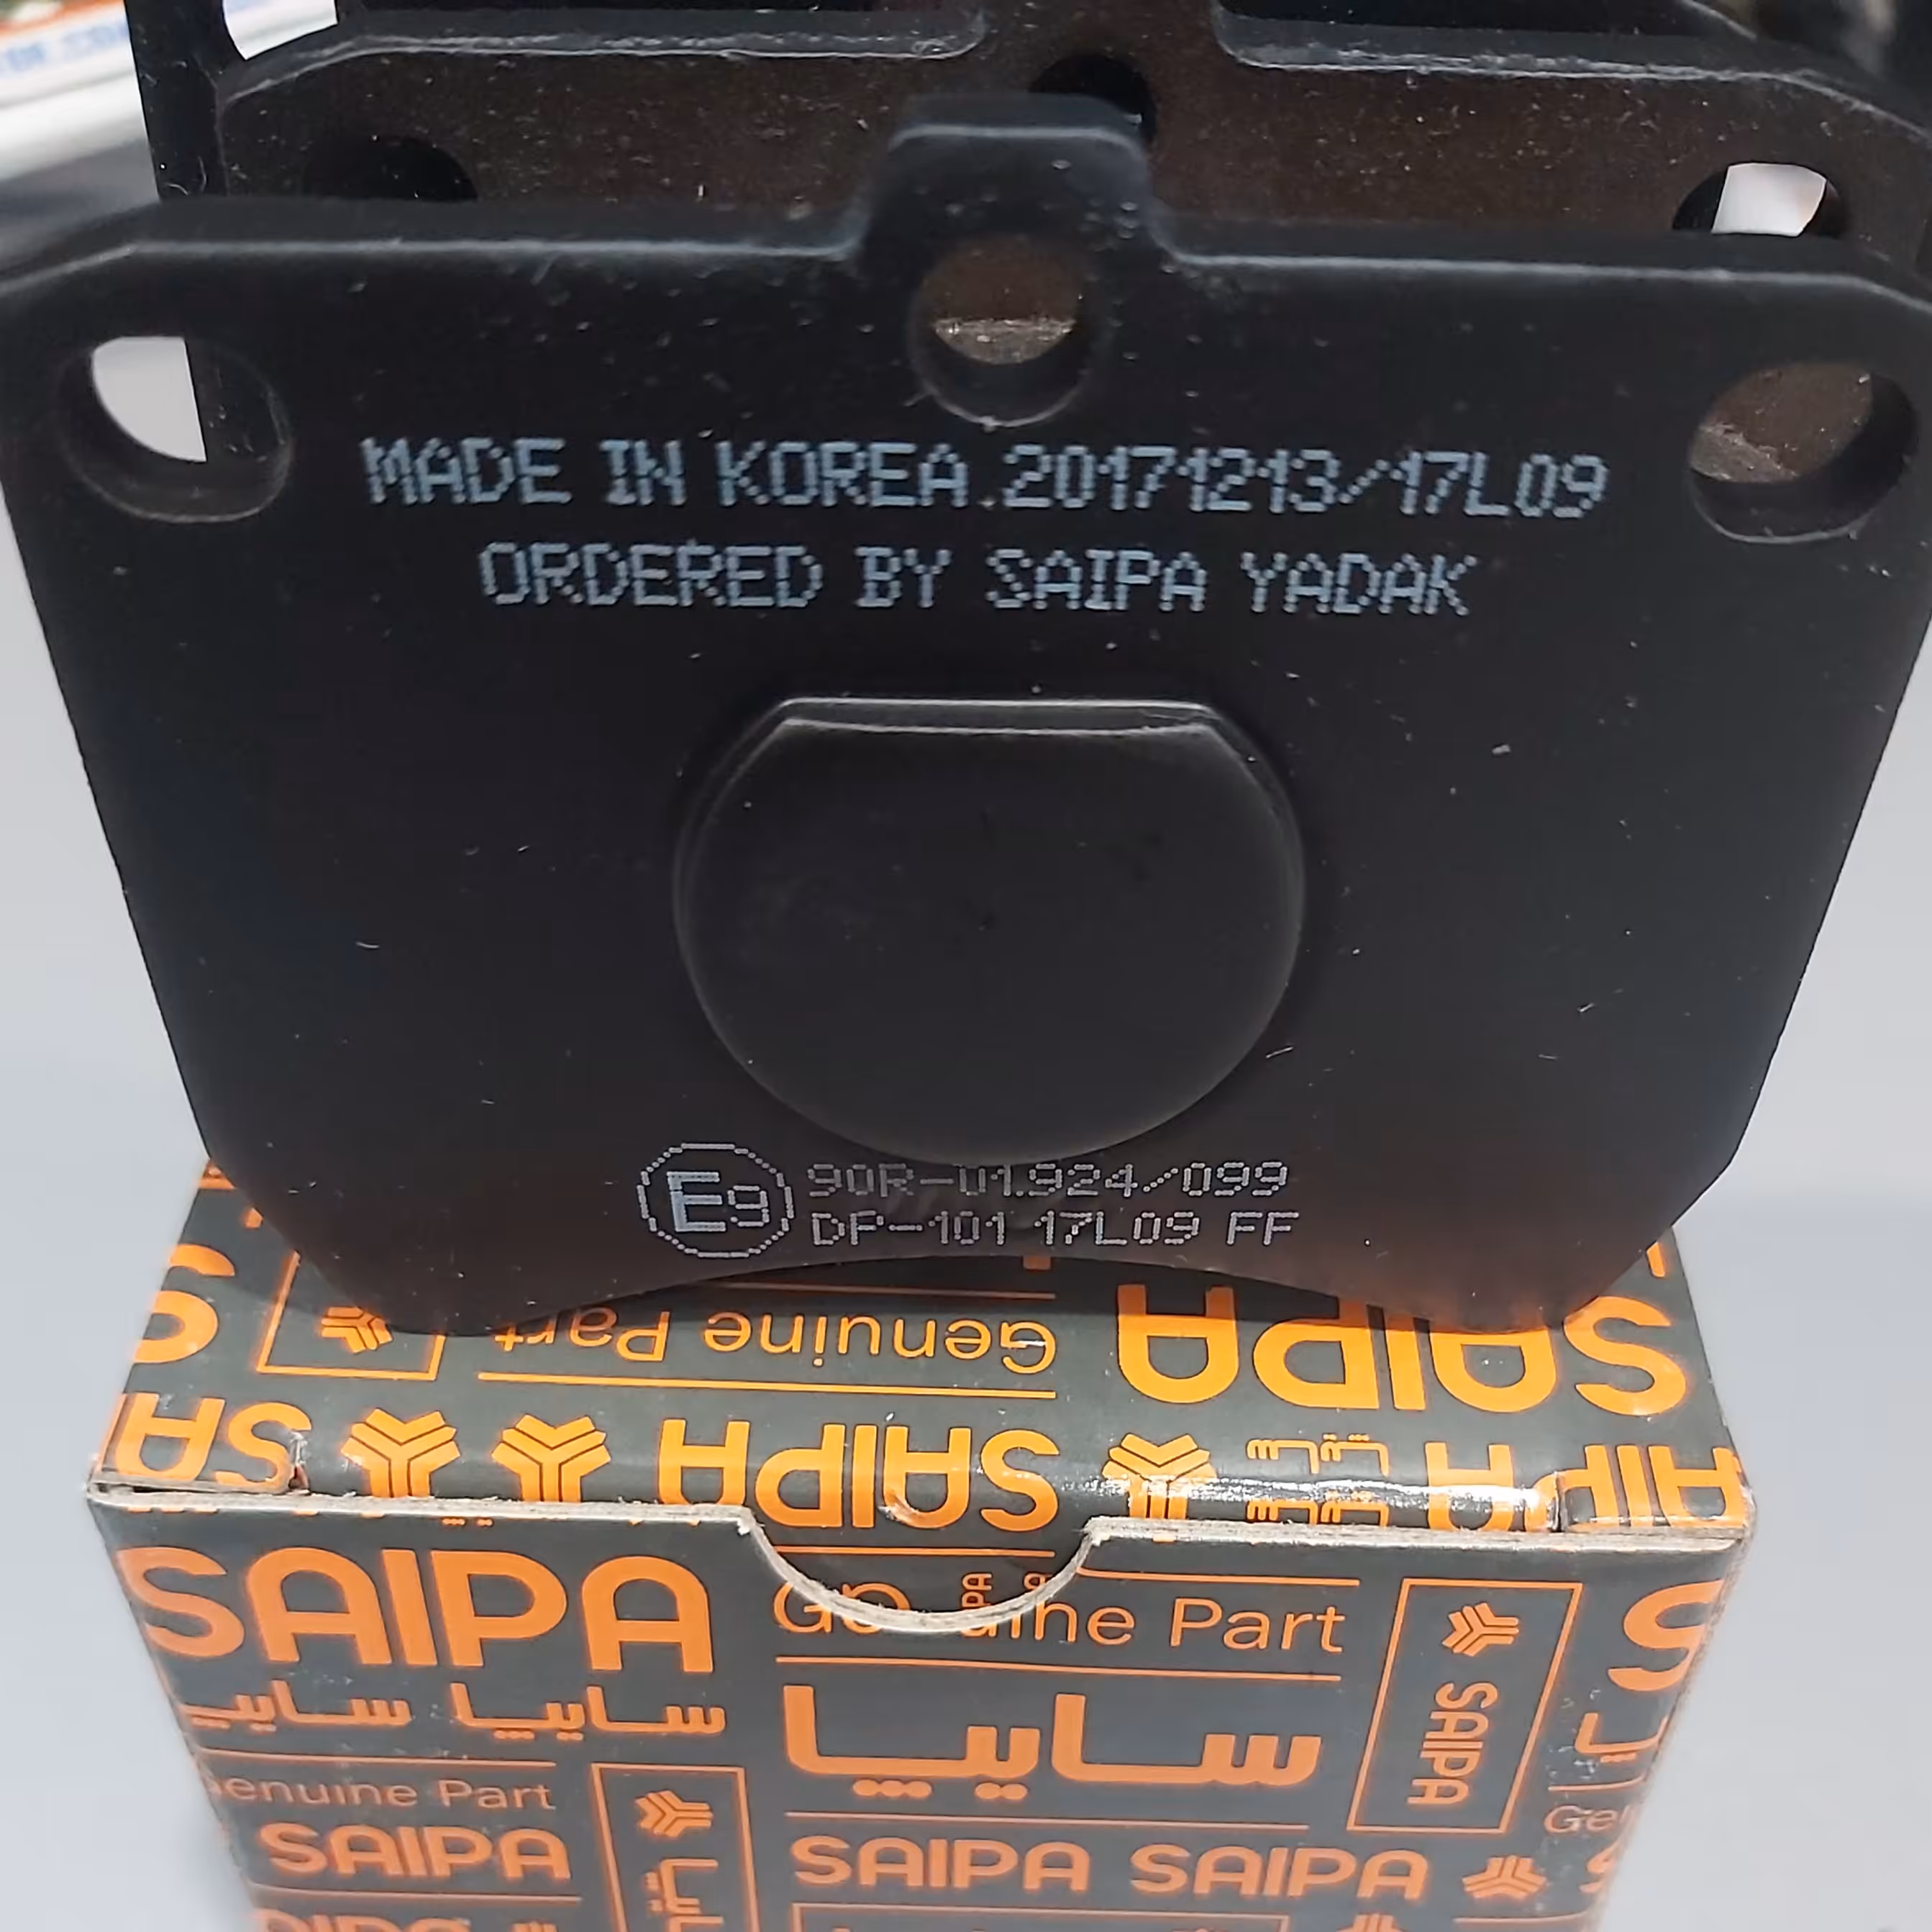 MADE IN KOREA 20171213/17L09
ORDERED BY SAIPA YADAK
E9 90R-01.924/099
DP-101 17L09 FF
Genuine Part
SAIPA
SAIPA
SAIPA
Part
سایپا سایپا
سایپا
SAIPA
Genuine Part
SAIPA
SAIPA SAIPA